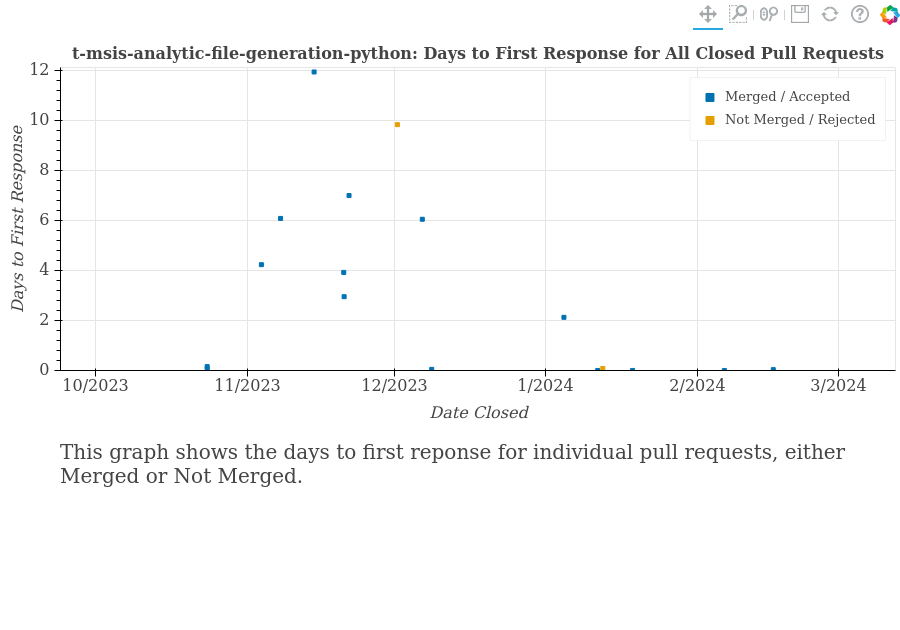 t-msis-analytic-file-generation-python: Days to First Response for All Closed Pull Requests
Merged / Accepted
Not Merged / Rejected
Days to First Response
12
10
8
6
4
2
0
10/2023 11/2023 12/2023 1/2024 2/2024 3/2024
Date Closed
This graph shows the days to first reponse for individual pull requests, either
Merged or Not Merged.